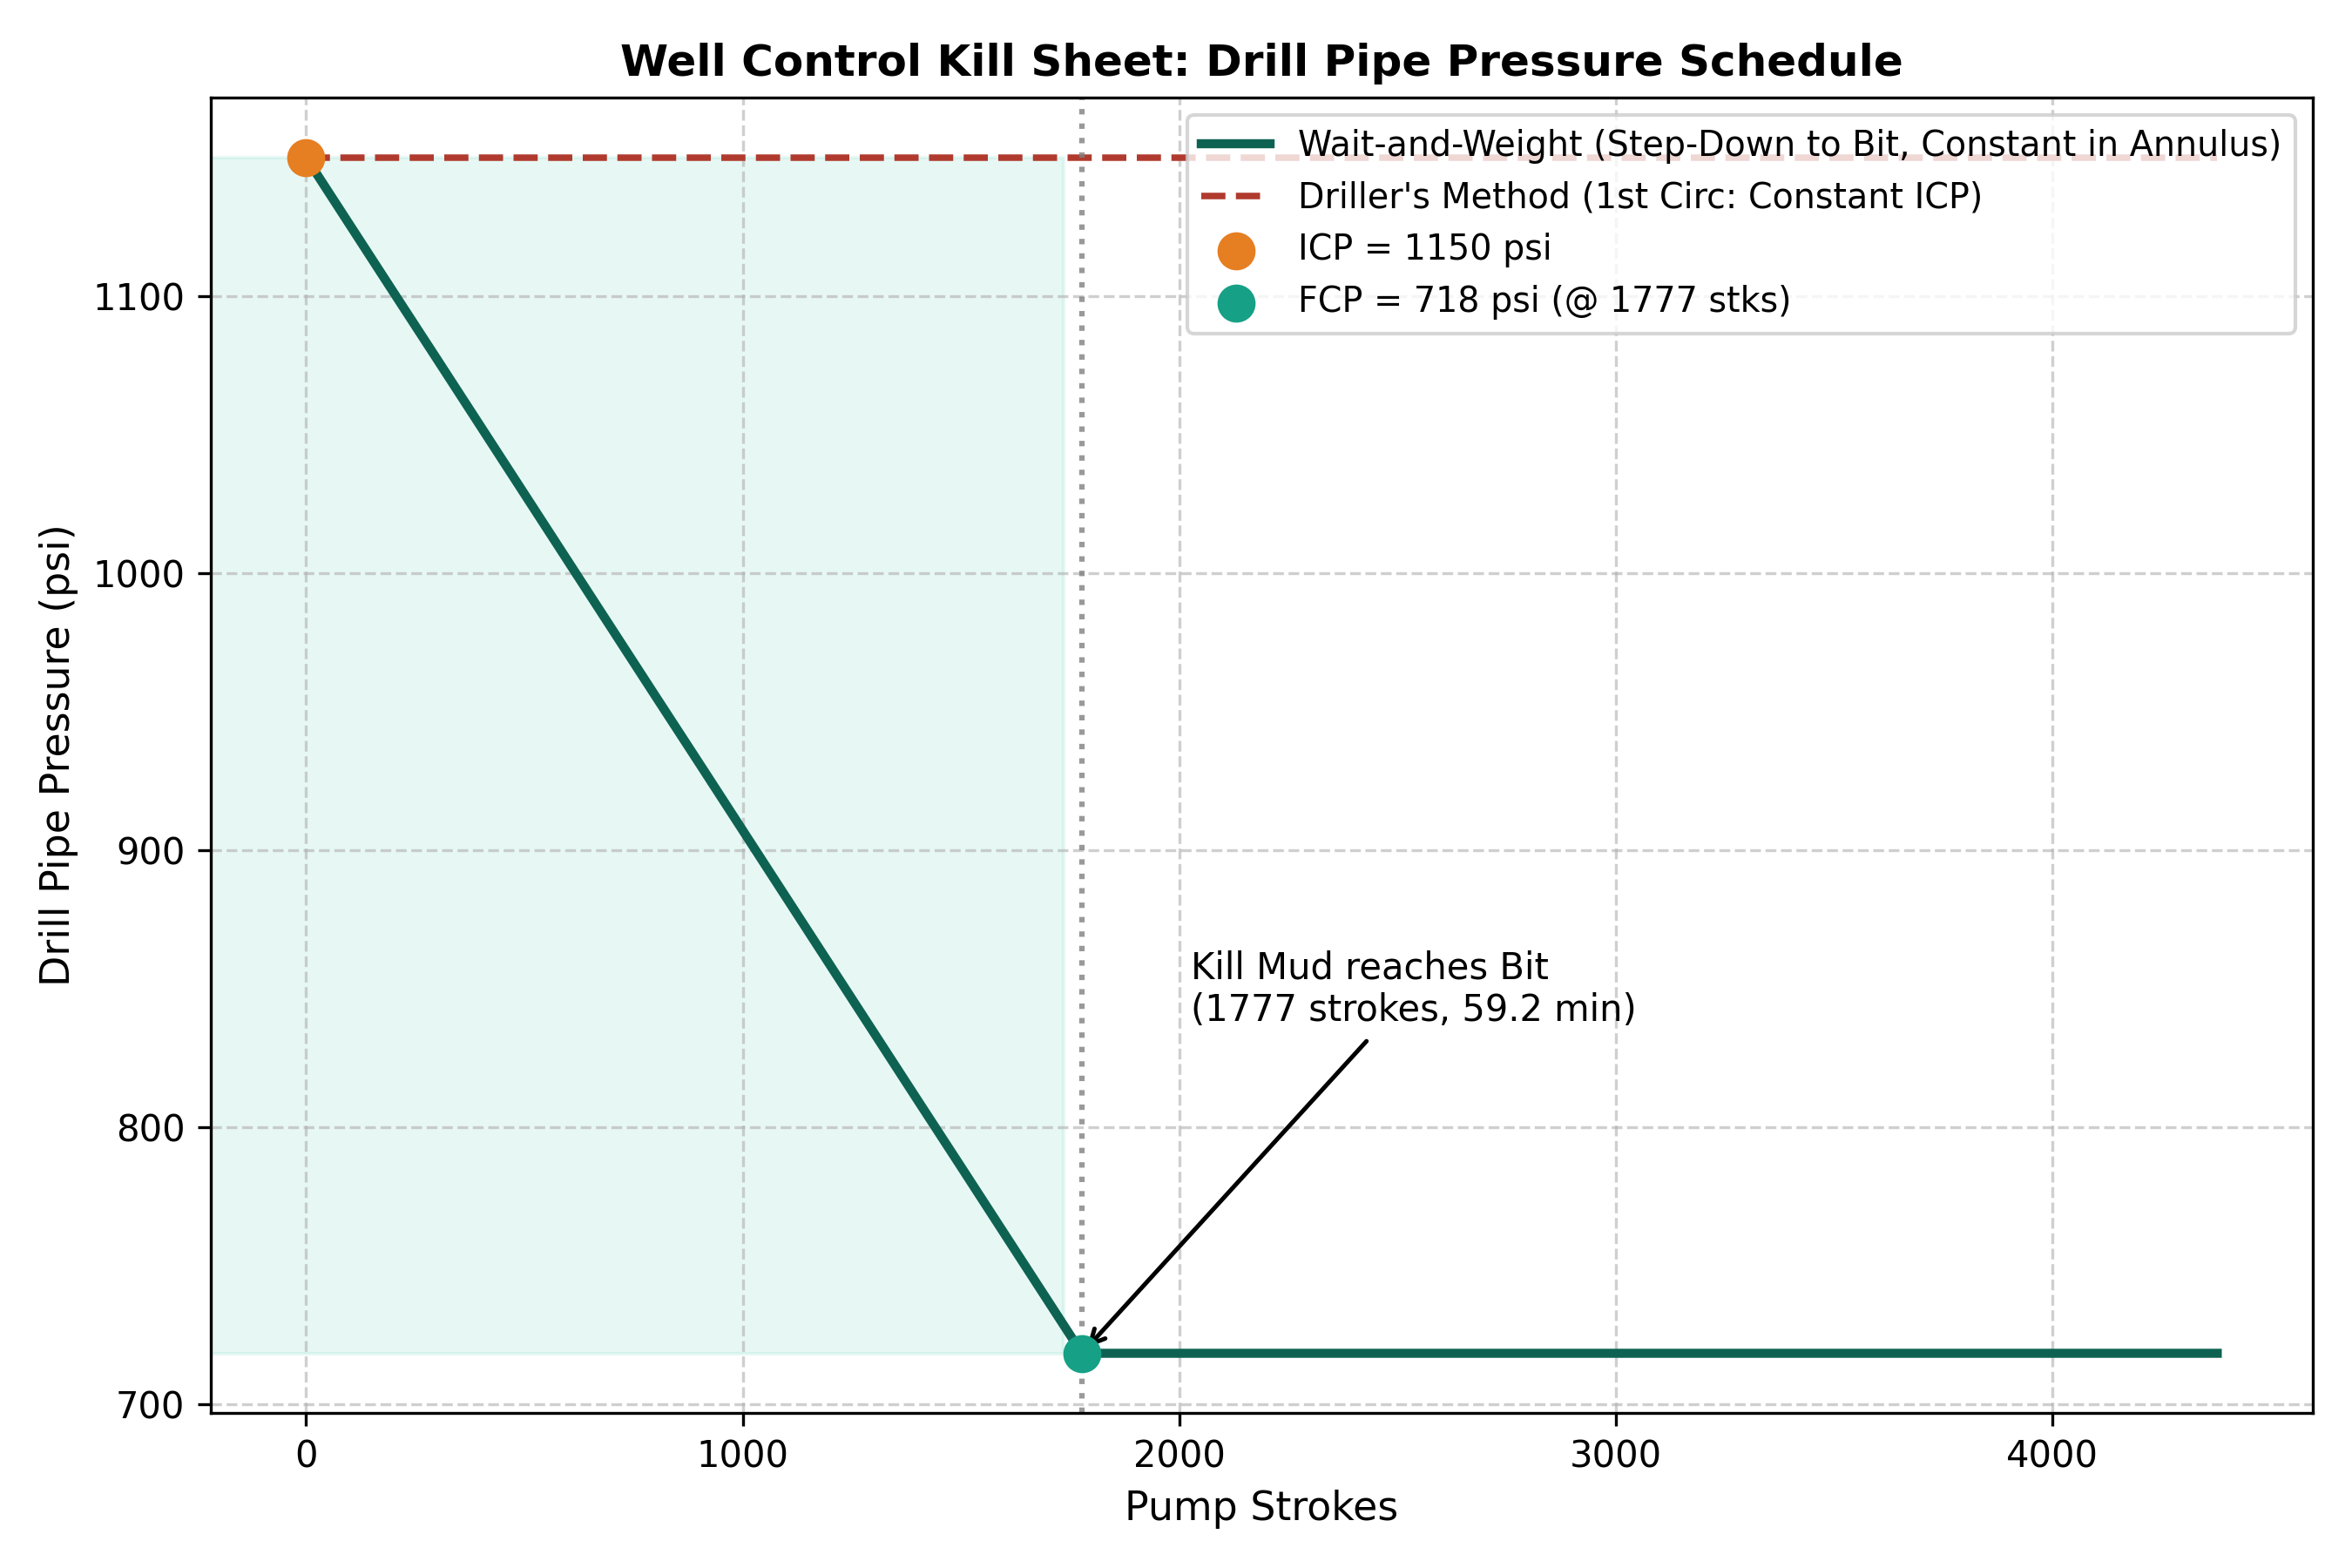 Well Control Kill Sheet: Drill Pipe Pressure Schedule
Wait-and-Weight (Step-Down to Bit, Constant in Annulus)
Driller's Method (1st Circ: Constant ICP)
ICP = 1150 psi
FCP = 718 psi (@ 1777 stks)
1100
1000
900
800
700
Drill Pipe Pressure (psi)
Kill Mud reaches Bit
(1777 strokes, 59.2 min)
0
1000
2000
3000
4000
Pump Strokes